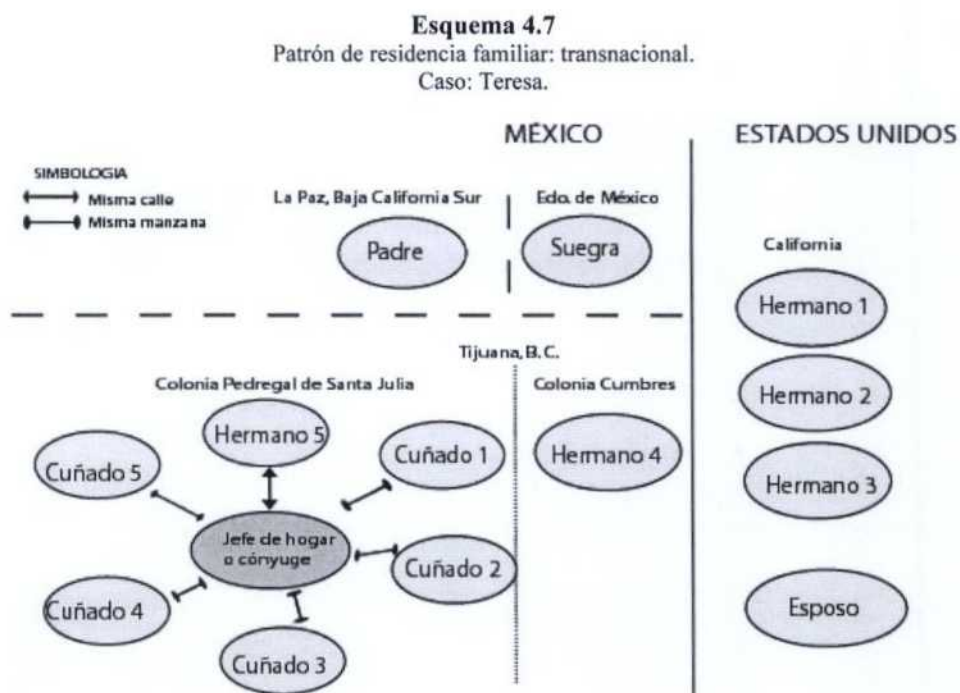 Esquema 4.7
Patrón de residencia familiar: transnacional.
Caso: Teresa.
MÉXICO
ESTADOS UNIDOS
SIMBOLOGIA
Misma calle
Misma manzana
La Paz, Baja California Sur
Edo. de México
Padre
Suegra
California
Hermano 1
Hermano 2
Hermano 3
Esposo
Tijuana, B.C.
Colonia Pedregal de Santa Julia
Colonia Cumbres
Hermano 5
Cuñado 1
Hermano 4
Cuñado 5
Jefe de hogar
o cónyuge
Cuñado 2
Cuñado 4
Cuñado 3